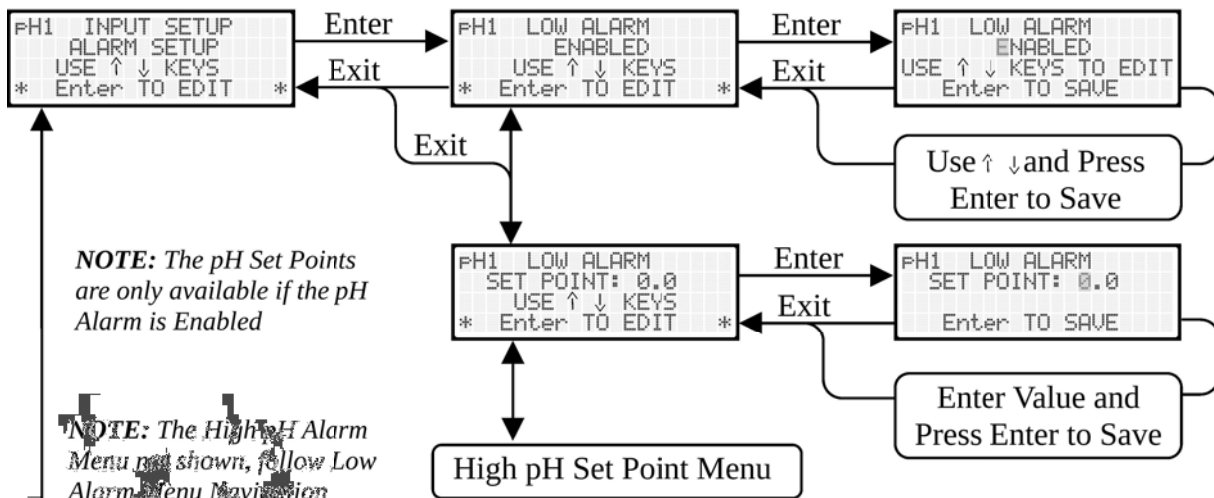 pH1 INPUT SETUP
ALARM SETUP
USE ↑ ↓ KEYS
* Enter TO EDIT *
Enter
Exit
pH1 LOW ALARM
ENABLED
USE ↑ ↓ KEYS
* Enter TO EDIT *
Enter
Exit
pH1 LOW ALARM
ENABLED
USE ↑ ↓ KEYS TO EDIT
Enter TO SAVE
Exit
Use ↑ ↓ and Press
Enter to Save
NOTE: The pH Set Points
are only available if the pH
Alarm is Enabled
pH1 LOW ALARM
SET POINT: 0.0
USE ↑ ↓ KEYS
* Enter TO EDIT *
Enter
Exit
pH1 LOW ALARM
SET POINT: 0.0
Enter TO SAVE
Enter Value and
Press Enter to Save
NOTE: The High pH Alarm
Menu not shown, follow Low
Alarm Menu Navigation
High pH Set Point Menu